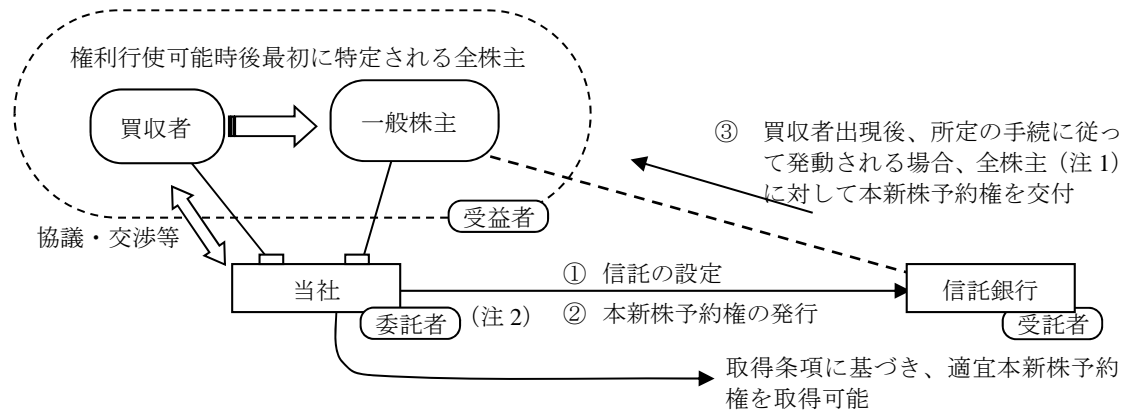 権利行使可能時後最初に特定される全株主
買収者
一般株主
③ 買収者出現後、所定の手続に従っ
て発動される場合、全株主（注 1）
に対して本新株予約権を交付
受益者
協議・交渉等
① 信託の設定
当社
信託銀行
委託者
（注 2）
② 本新株予約権の発行
受託者
取得条項に基づき、適宜本新株予約
権を取得可能